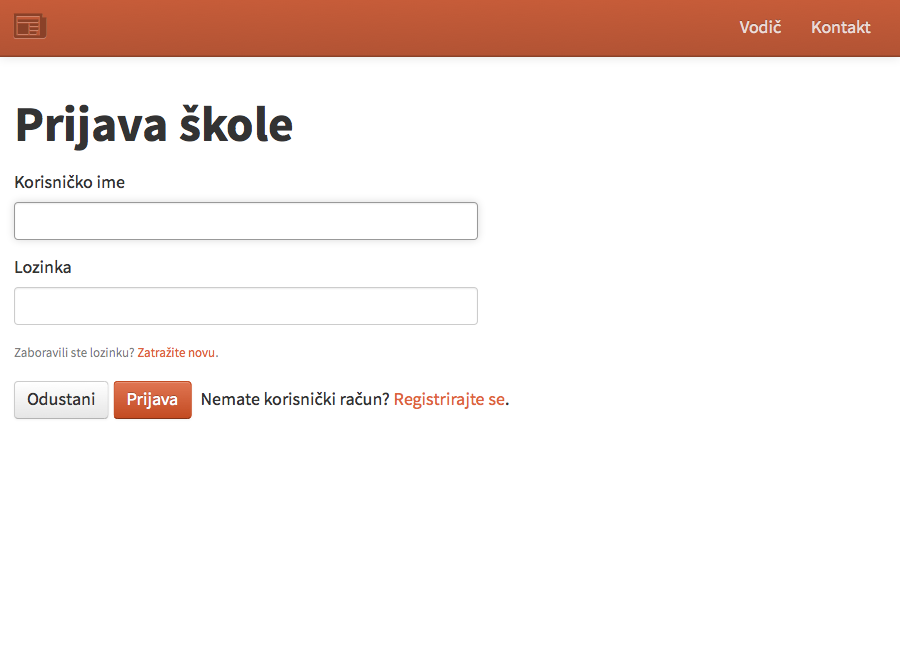 Vodič Kontakt
Prijava škole
Korisničko ime
Lozinka
Zaboravili ste lozinku? Zatražite novu.
Odustani Prijava Nemate korisnički račun? Registrirajte se.